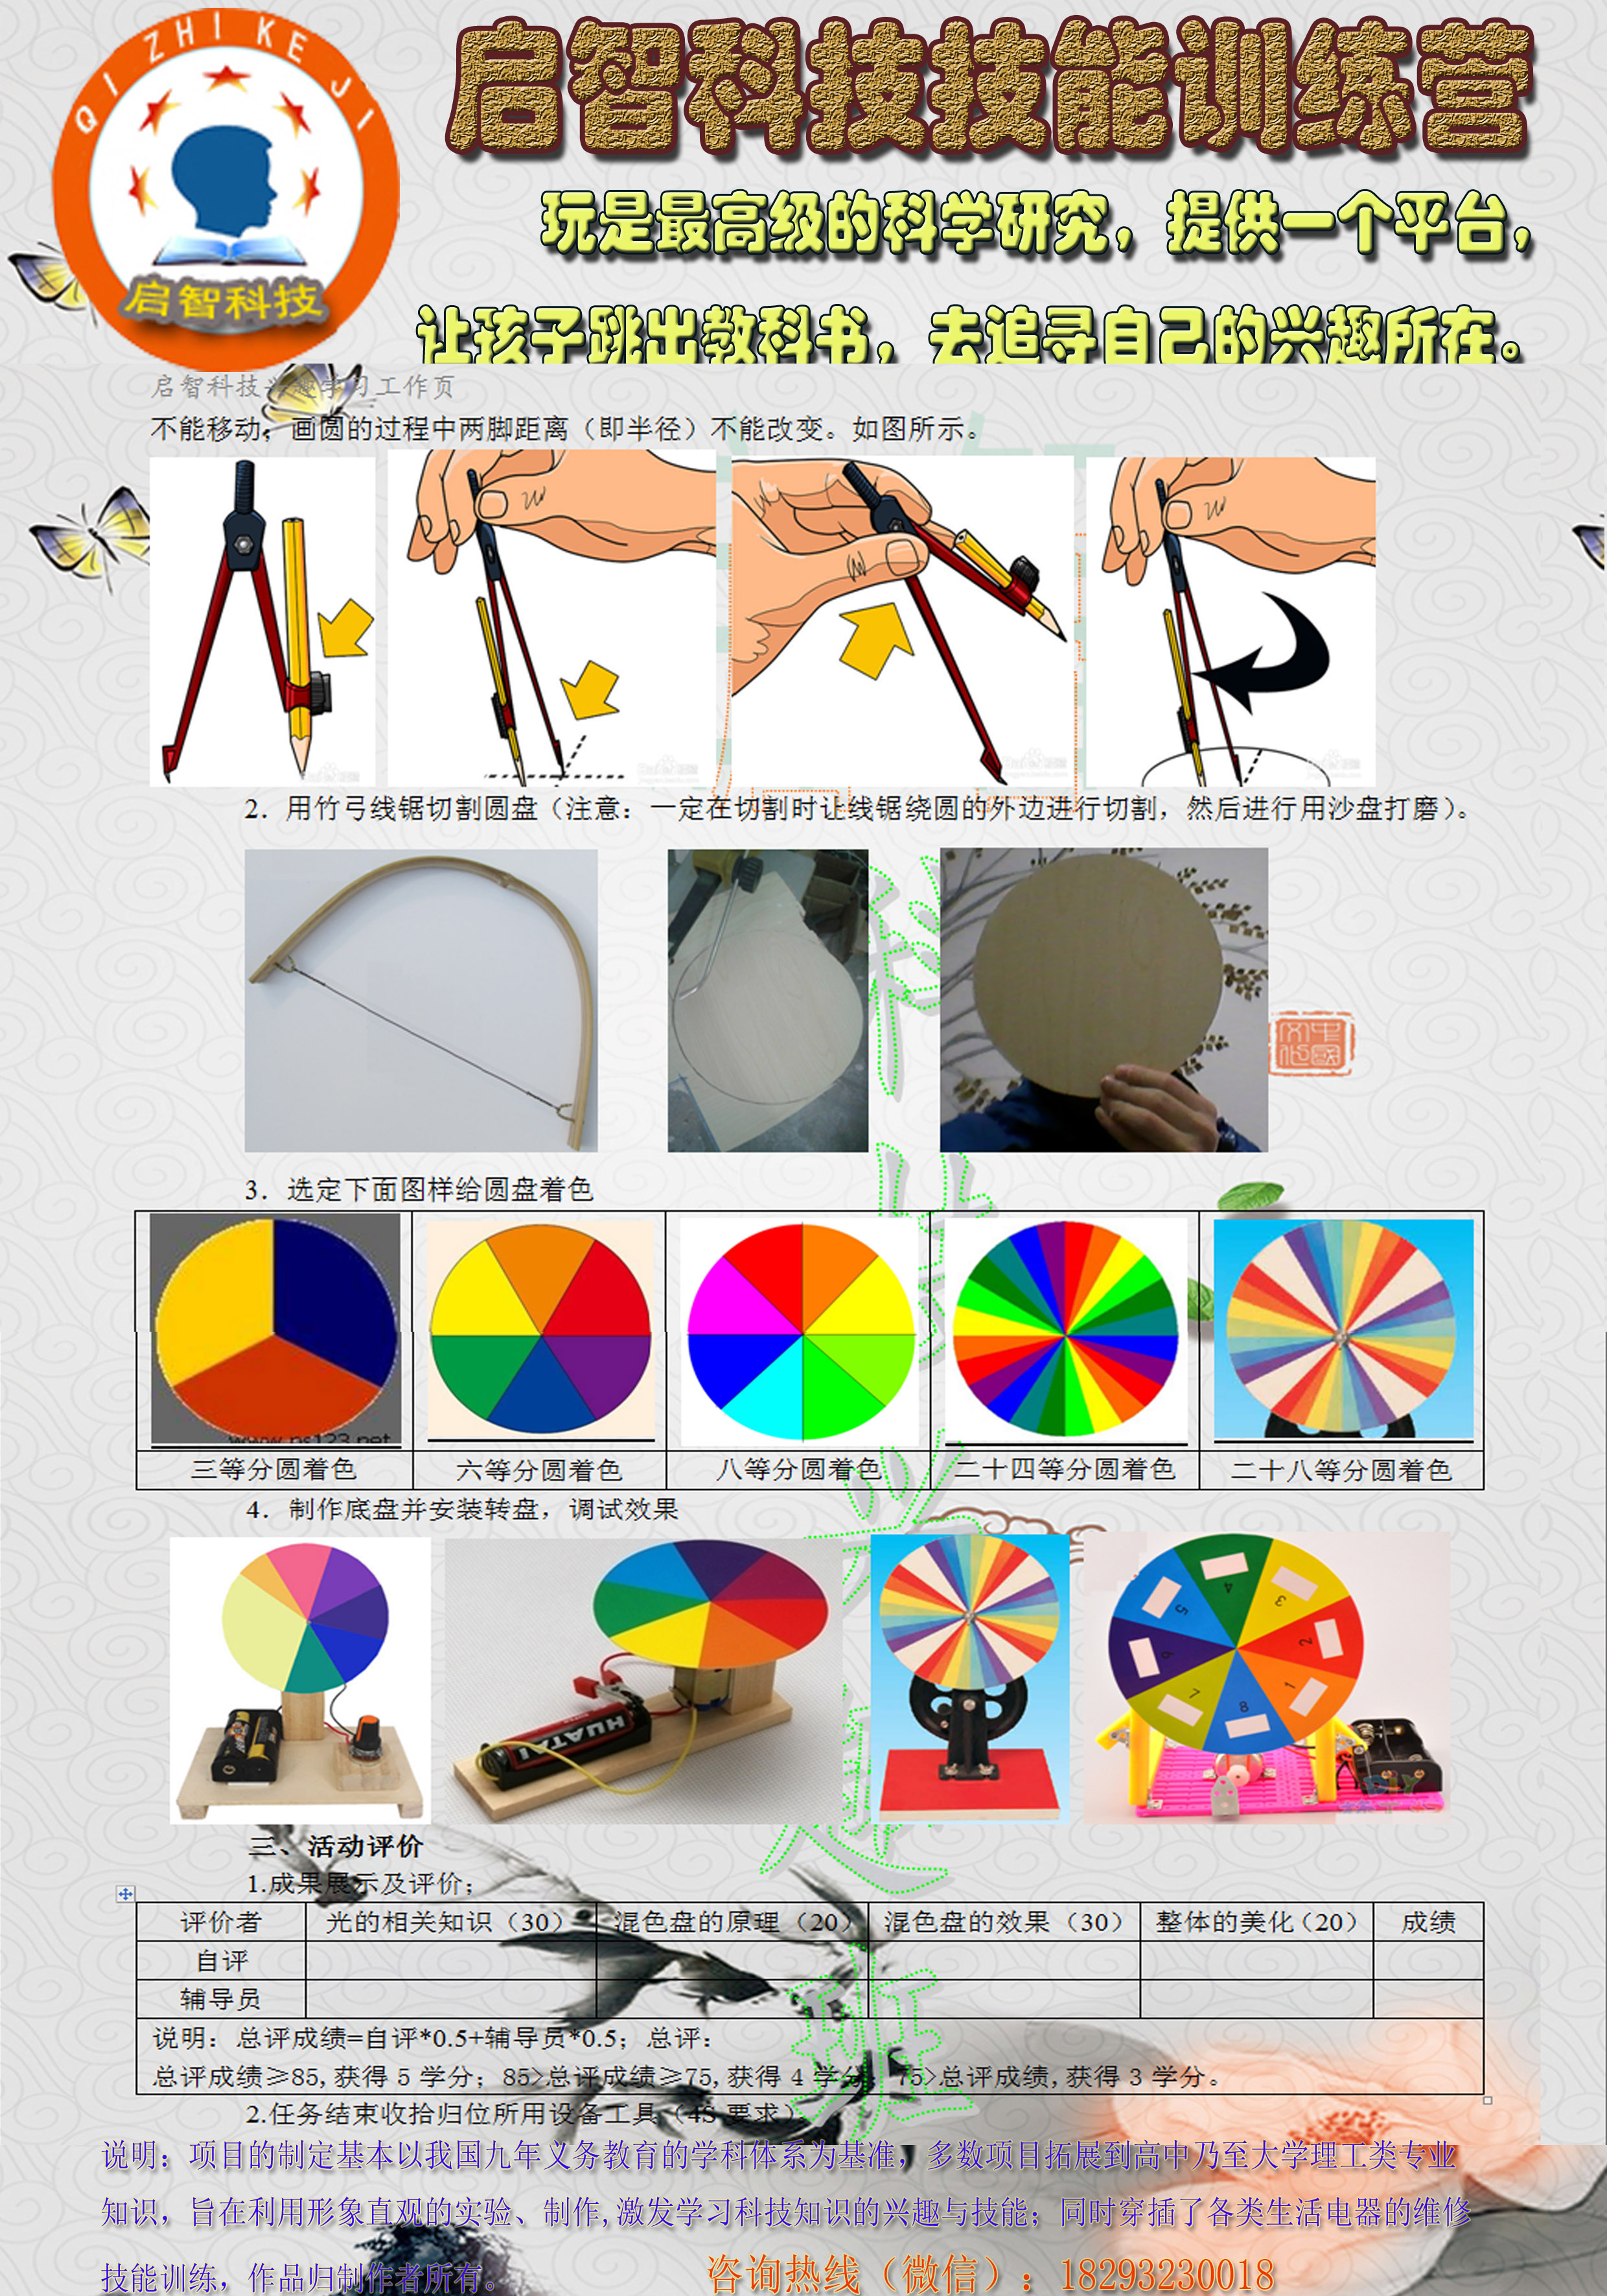 QI ZHI KE JI
启智科技
启智科技技能训练营
玩是最高级的科学研究，提供一个平台，
让孩子跳出教科书，去追寻自己的兴趣所在。
启智科技兴趣学习工作页
不能移动；画圆的过程中两脚距离（即半径）不能改变。如图所示。
2．用竹弓线锯切割圆盘（注意：一定在切割时让线锯绕圆的外边进行切割，然后进行用沙盘打磨）。
3．选定下面图样给圆盘着色
www.ps123.net
三等分圆着色 六等分圆着色 八等分圆着色 二十四等分圆着色 二十八等分圆着色
4．制作底盘并安装转盘，调试效果
HUATAI
1 2 3 4 5 6 7 8
DIY
三、活动评价
1.成果展示及评价；
评价者 光的相关知识（30） 混色盘的原理（20） 混色盘的效果（30） 整体的美化（20） 成绩
自评
辅导员
说明：总评成绩=自评*0.5+辅导员*0.5；总评：
总评成绩≥85,获得 5 学分；85>总评成绩≥75,获得 4 学分；75>总评成绩,获得 3 学分。
2.任务结束收拾归位所用设备工具（4S 要求）
科技兴趣班
说明：项目的制定基本以我国九年义务教育的学科体系为基准，多数项目拓展到高中乃至大学理工类专业
知识，旨在利用形象直观的实验、制作,激发学习科技知识的兴趣与技能；同时穿插了各类生活电器的维修
技能训练，作品归制作者所有。
咨询热线（微信）：18293230018